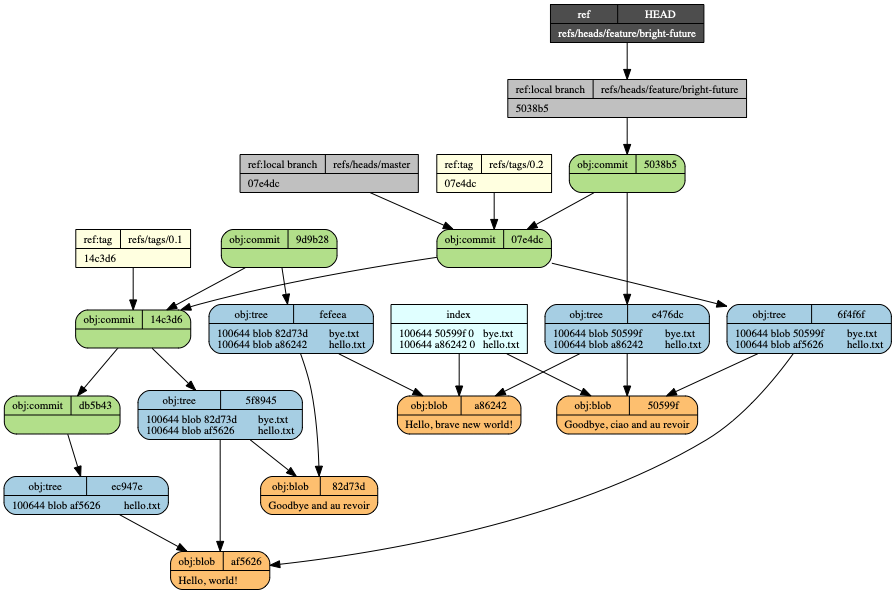 ref HEAD
refs/heads/feature/bright-future
ref:local branch refs/heads/feature/bright-future
5038b5
ref:local branch refs/heads/master
07e4dc
ref:tag refs/tags/0.2
07e4dc
obj:commit 5038b5
ref:tag refs/tags/0.1
14c3d6
obj:commit 9d9b28
obj:commit 07e4dc
obj:commit 14c3d6
obj:tree fefeea
100644 blob 82d73d bye.txt
100644 blob a86242 hello.txt
index
100644 50599f 0 bye.txt
100644 a86242 0 hello.txt
obj:tree e476dc
100644 blob 50599f bye.txt
100644 blob a86242 hello.txt
obj:tree 6f4f6f
100644 blob 50599f bye.txt
100644 blob af5626 hello.txt
obj:commit db5b43
obj:tree 5f8945
100644 blob 82d73d bye.txt
100644 blob af5626 hello.txt
obj:blob a86242
Hello, brave new world!
obj:blob 50599f
Goodbye, ciao and au revoir
obj:tree ec947e
100644 blob af5626 hello.txt
obj:blob 82d73d
Goodbye and au revoir
obj:blob af5626
Hello, world!